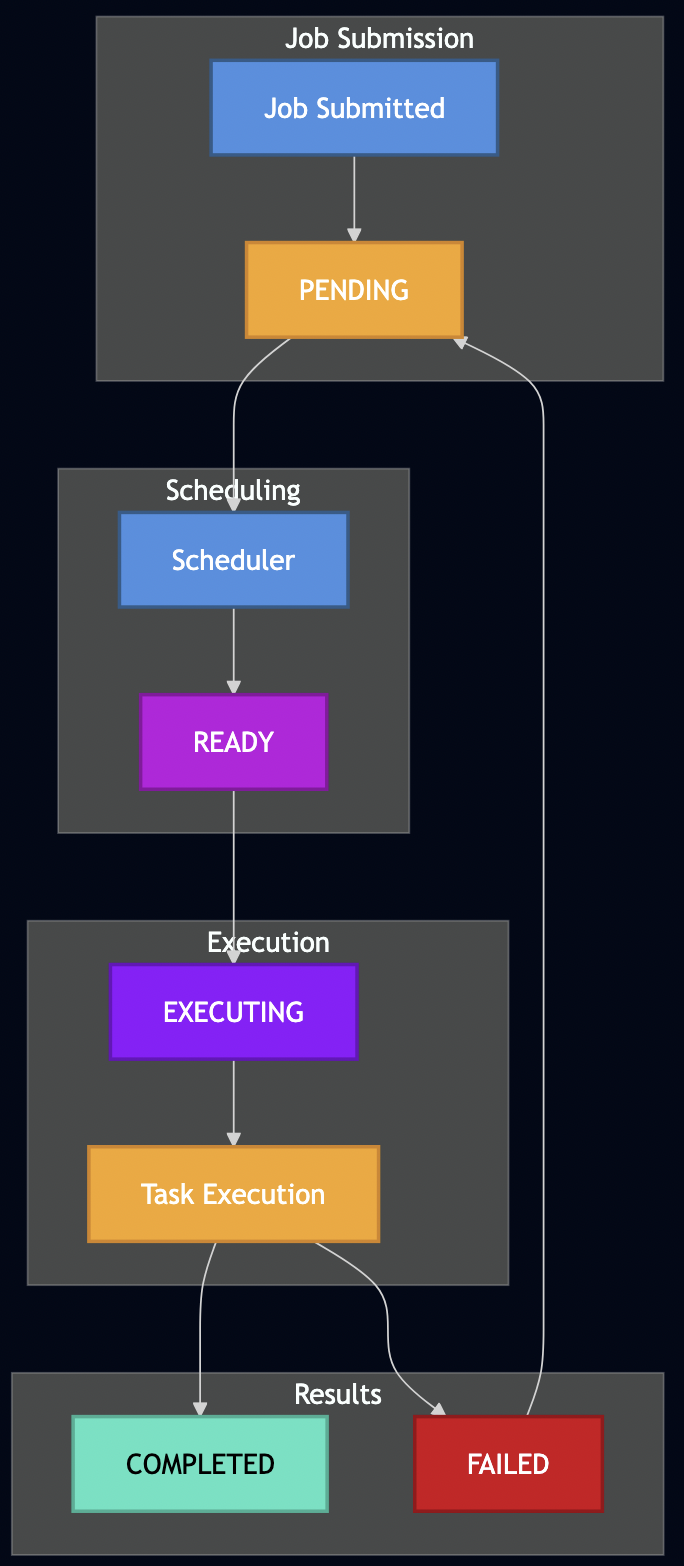 Job Submission
Job Submitted
PENDING
Scheduling
Scheduler
READY
Execution
EXECUTING
Task Execution
Results
COMPLETED
FAILED